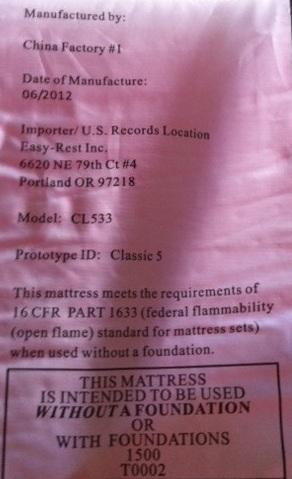 Manufactured by:
China Factory #1
Date of Manufacture:
06/2012
Importer/ U.S. Records Location
Easy-Rest Inc.
6620 NE 79th Ct #4
Portland OR 97218
Model: CL533
Prototype ID: Classic 5
This mattress meets the requirements of
16 CFR PART 1633 (federal flammability
(open flame) standard for mattress sets)
when used without a foundation.
THIS MATTRESS
IS INTENDED TO BE USED
WITHOUT A FOUNDATION
OR
WITH FOUNDATIONS
1500
T0002